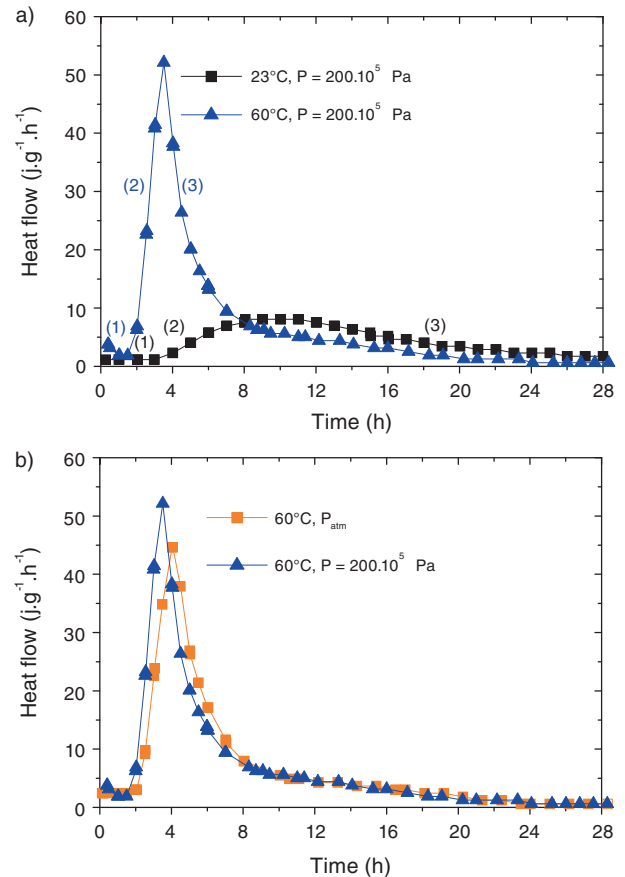 a)
60
50
40
30
20
10
0
Heat flow (j.g⁻¹.h⁻¹)
23°C, P = 200.10⁵ Pa
60°C, P = 200.10⁵ Pa
(2)
(3)
(1)
(1)
(2)
(3)
0 4 8 12 16 20 24 28
Time (h)
b)
60
50
40
30
20
10
0
Heat flow (j.g⁻¹.h⁻¹)
60°C, Pₐₜₘ
60°C, P = 200.10⁵ Pa
0 4 8 12 16 20 24 28
Time (h)